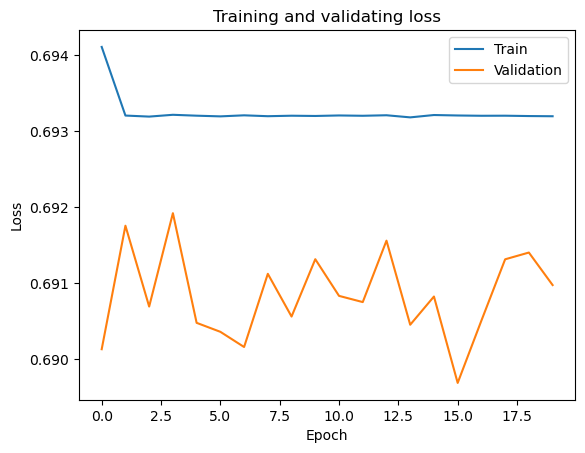 Training and validating loss
Train
Validation
0.694
0.693
0.692
0.691
0.690
Loss
0.0 2.5 5.0 7.5 10.0 12.5 15.0 17.5
Epoch